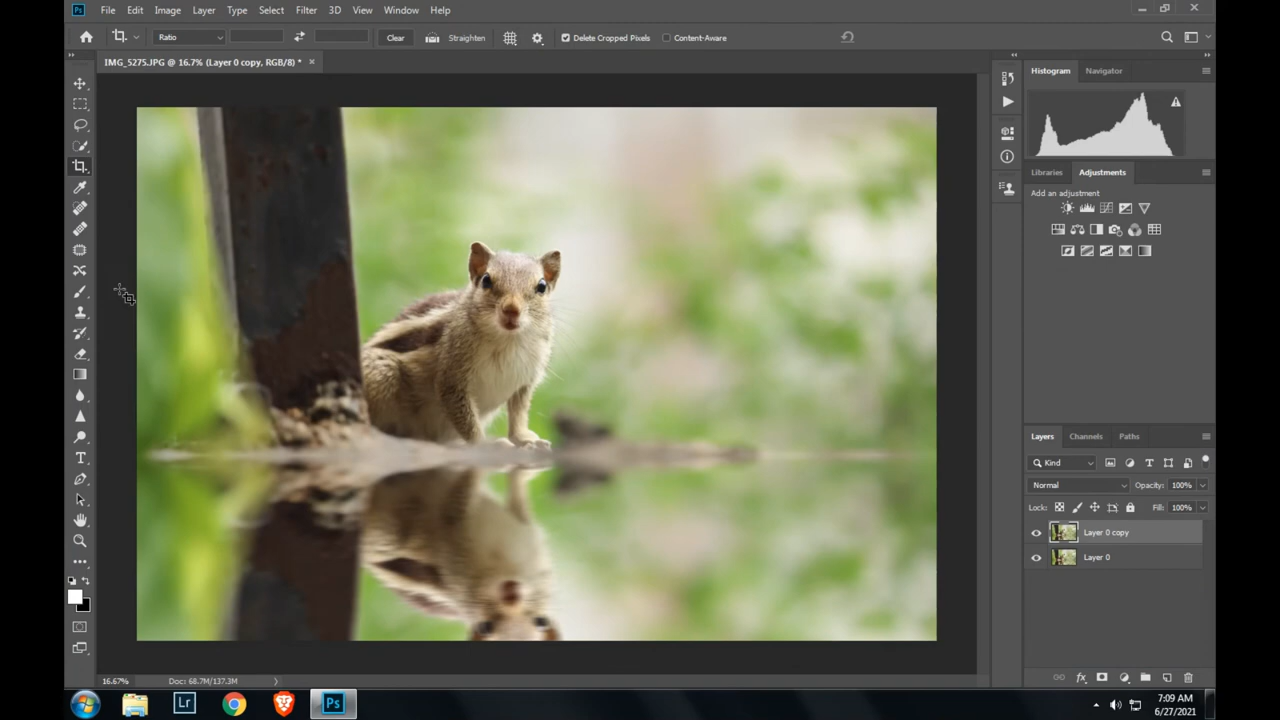 Ps File Edit Image Layer Type Select Filter 3D View Window Help
Ratio Clear Straighten Delete Cropped Pixels Content-Aware
IMG_5275.JPG @ 16.7% (Layer 0 copy, RGB/8) * ×
Histogram Navigator
Libraries Adjustments
Add an adjustment
Layers Channels Paths
Kind
Normal Opacity: 100%
Lock: Fill: 100%
Layer 0 copy
Layer 0
16.67% Doc: 68.7M/137.3M
Lr Ps 7:09 AM
6/27/2021